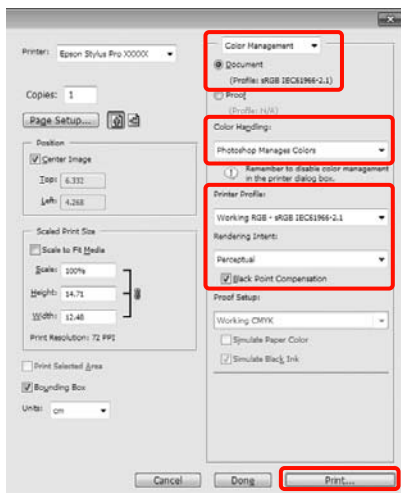 Printer: Epson Stylus Pro XXXXX
Copies: 1
Page Setup...
Position
Center Image
Top: 6.332
Left: 4.268
Scaled Print Size
Scale to Fit Media
Scale: 100%
Height: 14.71
Width: 12.48
Print Resolution: 72 PPI
Print Selected Area
Bounding Box
Units: cm
Color Management
Document
(Profile: sRGB IEC61966-2.1)
Proof
(Profile: N/A)
Color Handling:
Photoshop Manages Colors
Remember to disable color management
in the printer dialog box.
Printer Profile:
Working RGB - sRGB IEC61966-2.1
Rendering Intent:
Perceptual
Black Point Compensation
Proof Setup:
Working CMYK
Simulate Paper Color
Simulate Black Ink
Cancel
Done
Print...